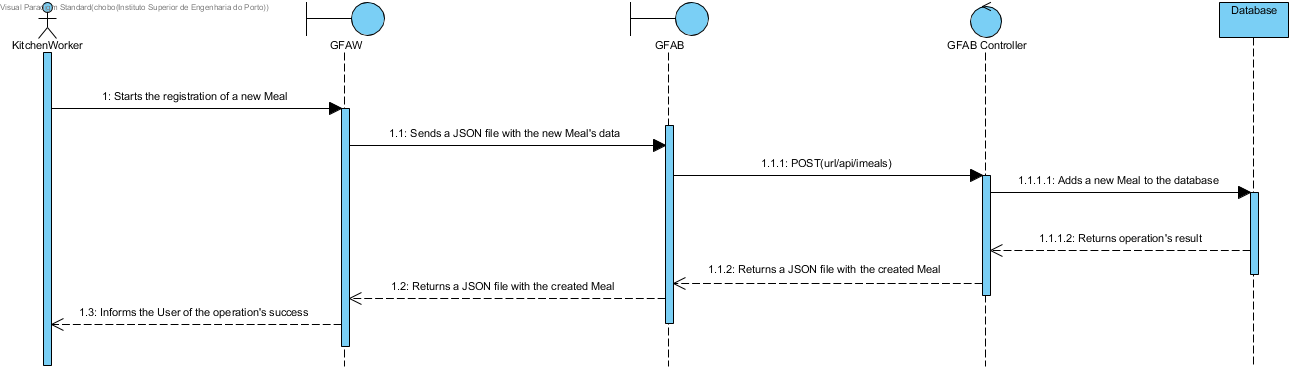 Visual Paradigm Standard(chobo(Instituto Superior de Engenharia do Porto))
KitchenWorker
GFAW
GFAB
GFAB Controller
Database
1: Starts the registration of a new Meal
1.1: Sends a JSON file with the new Meal's data
1.1.1: POST(url/api/imeals)
1.1.1.1: Adds a new Meal to the database
1.1.1.2: Returns operation's result
1.1.2: Returns a JSON file with the created Meal
1.2: Returns a JSON file with the created Meal
1.3: Informs the User of the operation's success